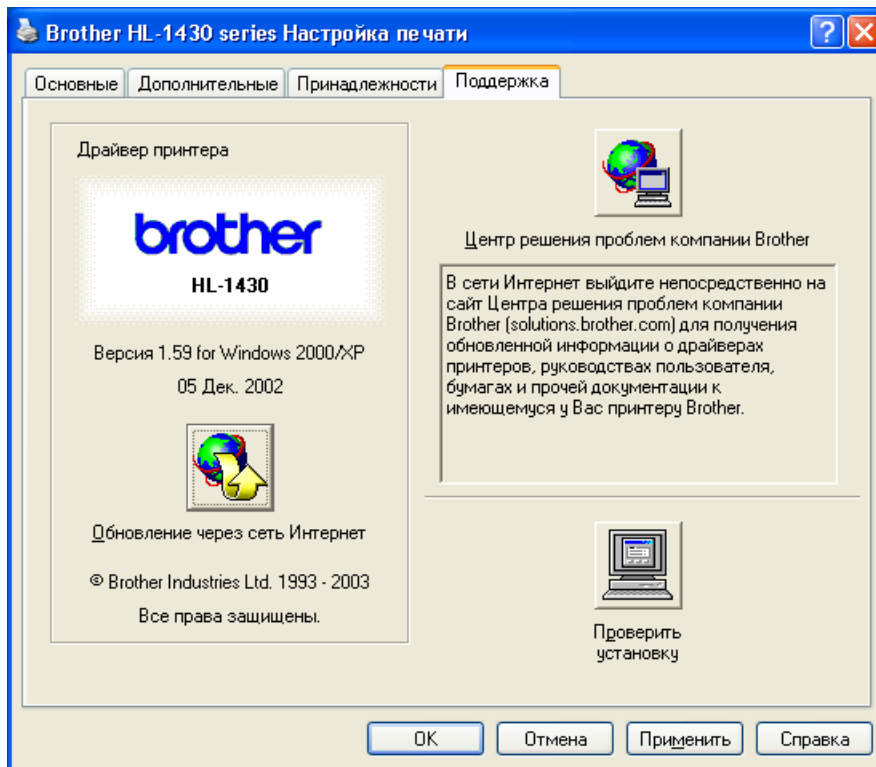 Brother HL-1430 series Настройка печати
Основные
Дополнительные
Принадлежности
Поддержка
Драйвер принтера
brother
HL-1430
Версия 1.59 for Windows 2000/XP
05 Дек. 2002
Обновление через сеть Интернет
© Brother Industries Ltd. 1993 - 2003
Все права защищены.
Центр решения проблем компании Brother
В сети Интернет выйдите непосредственно на
сайт Центра решения проблем компании
Brother (solutions.brother.com) для получения
обновленной информации о драйверах
принтеров, руководствах пользователя,
бумагах и прочей документации к
имеющемуся у Вас принтеру Brother.
Проверить
установку
OK
Отмена
Применить
Справка